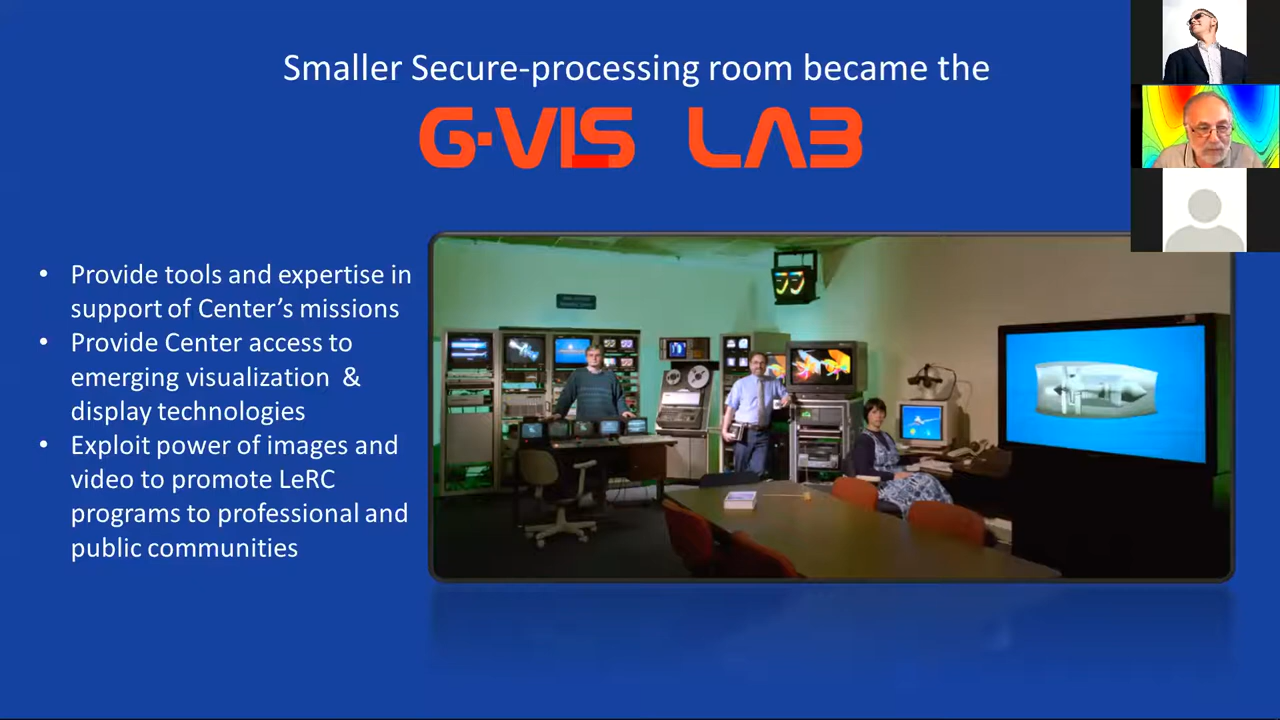 Smaller Secure-processing room became the
G-VIS LAB
• Provide tools and expertise in
support of Center's missions
• Provide Center access to
emerging visualization &
display technologies
• Exploit power of images and
video to promote LeRC
programs to professional and
public communities